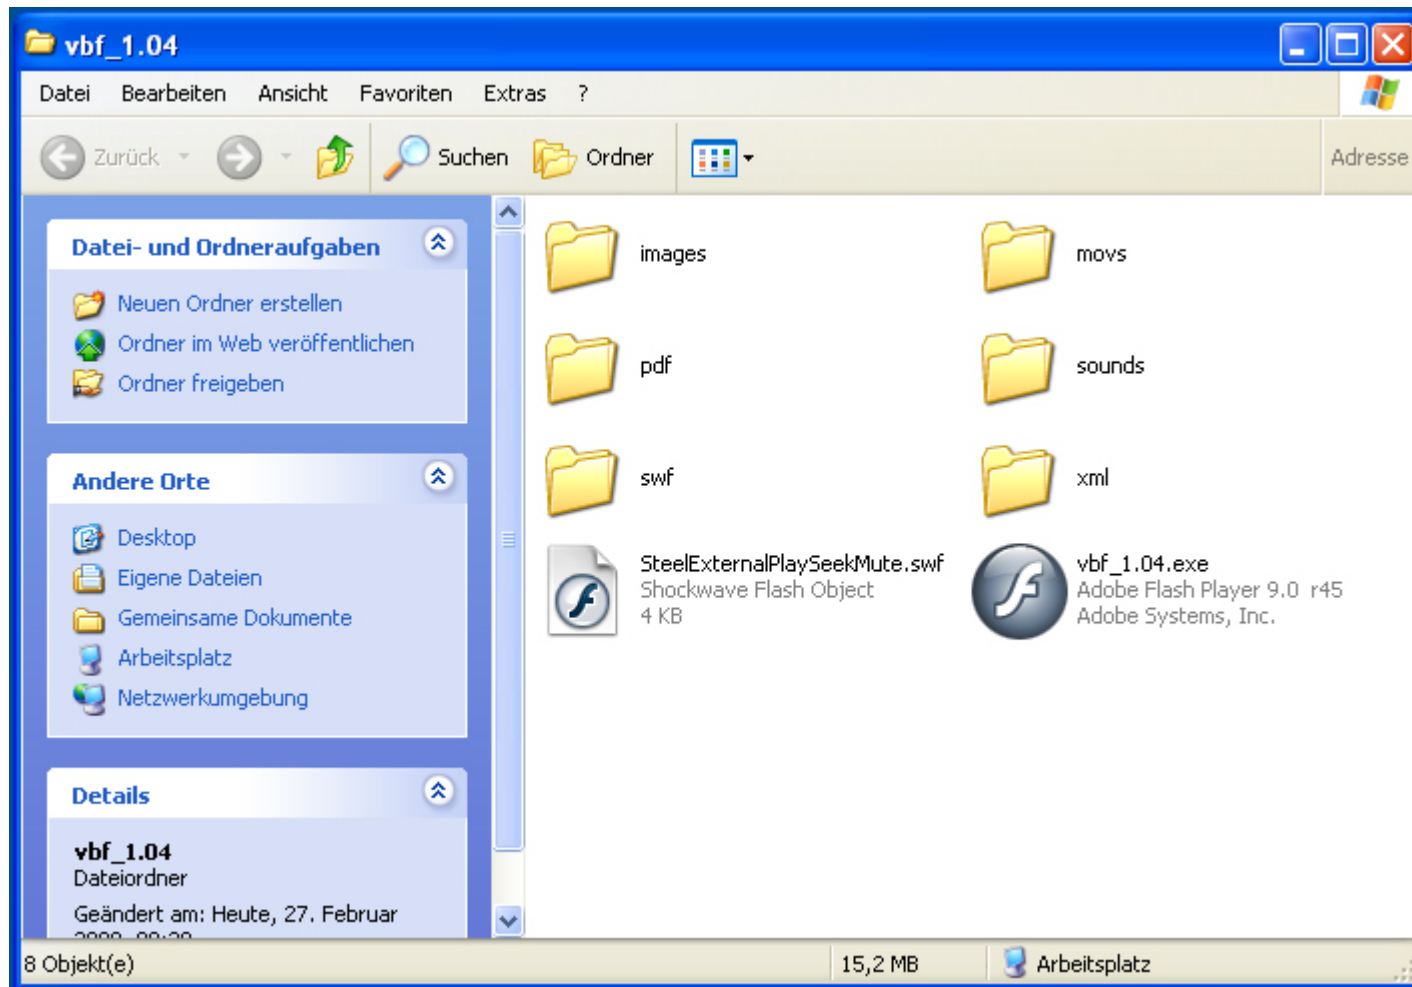 vbf_1.04
Datei Bearbeiten Ansicht Favoriten Extras ?
Zurück Suchen Ordner Adresse
Datei- und Ordneraufgaben
Neuen Ordner erstellen
Ordner im Web veröffentlichen
Ordner freigeben
Andere Orte
Desktop
Eigene Dateien
Gemeinsame Dokumente
Arbeitsplatz
Netzwerkumgebung
Details
vbf_1.04
Dateiordner
Geändert am: Heute, 27. Februar
images
movs
pdf
sounds
swf
xml
SteelExternalPlaySeekMute.swf
Shockwave Flash Object
4 KB
vbf_1.04.exe
Adobe Flash Player 9.0 r45
Adobe Systems, Inc.
8 Objekt(e) 15,2 MB Arbeitsplatz